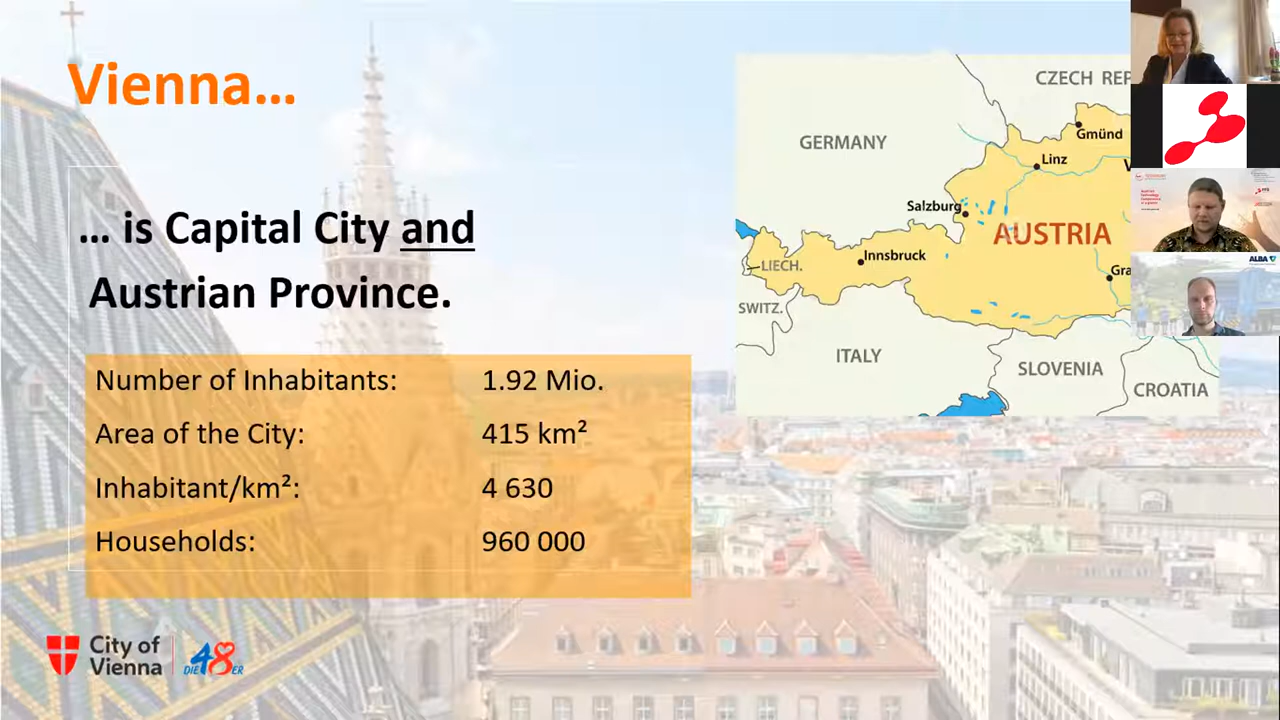 Vienna...
... is Capital City and
Austrian Province.
Number of Inhabitants: 1.92 Mio.
Area of the City: 415 km²
Inhabitant/km²: 4 630
Households: 960 000
City of
Vienna
DIE 48ER
CZECH REP
GERMANY
Gmünd
Linz
V
Salzburg
AUSTRIA
Innsbruck
LIECH.
Gra
SWITZ.
ITALY
SLOVENIA
CROATIA
ALBA